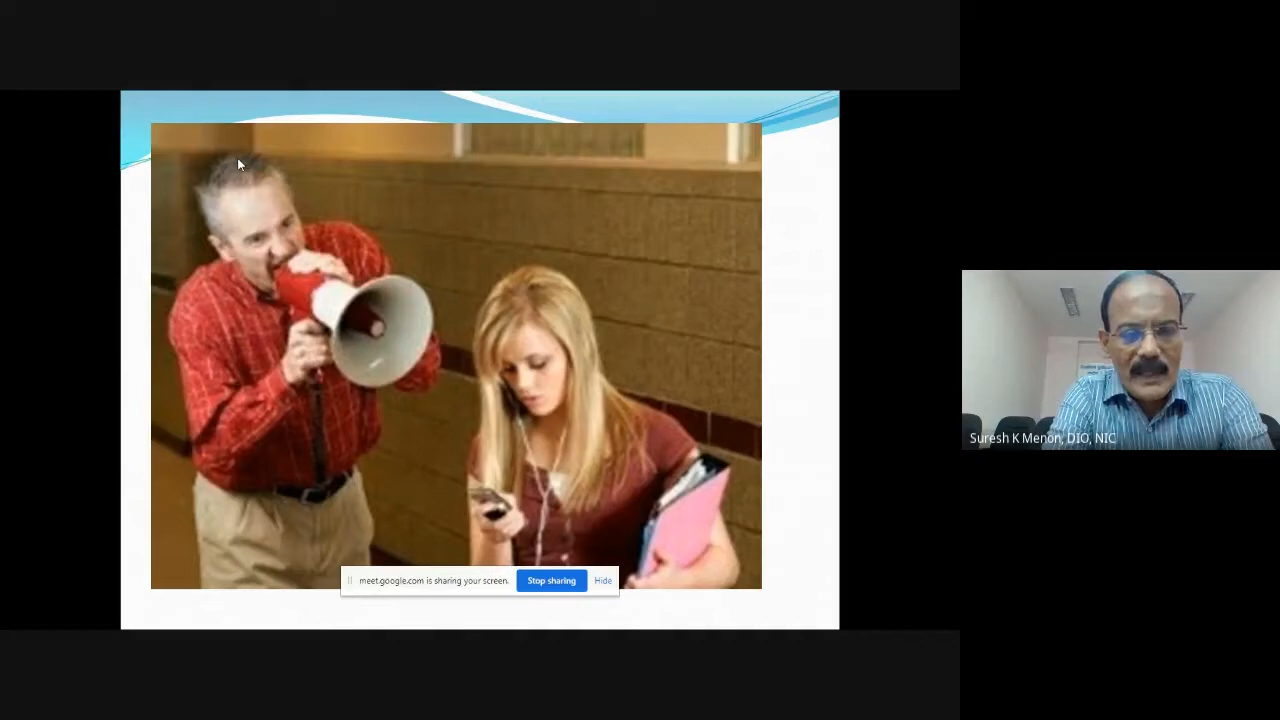 meet.google.com is sharing your screen. Stop sharing Hide
Suresh K Menon, DIO, NIC